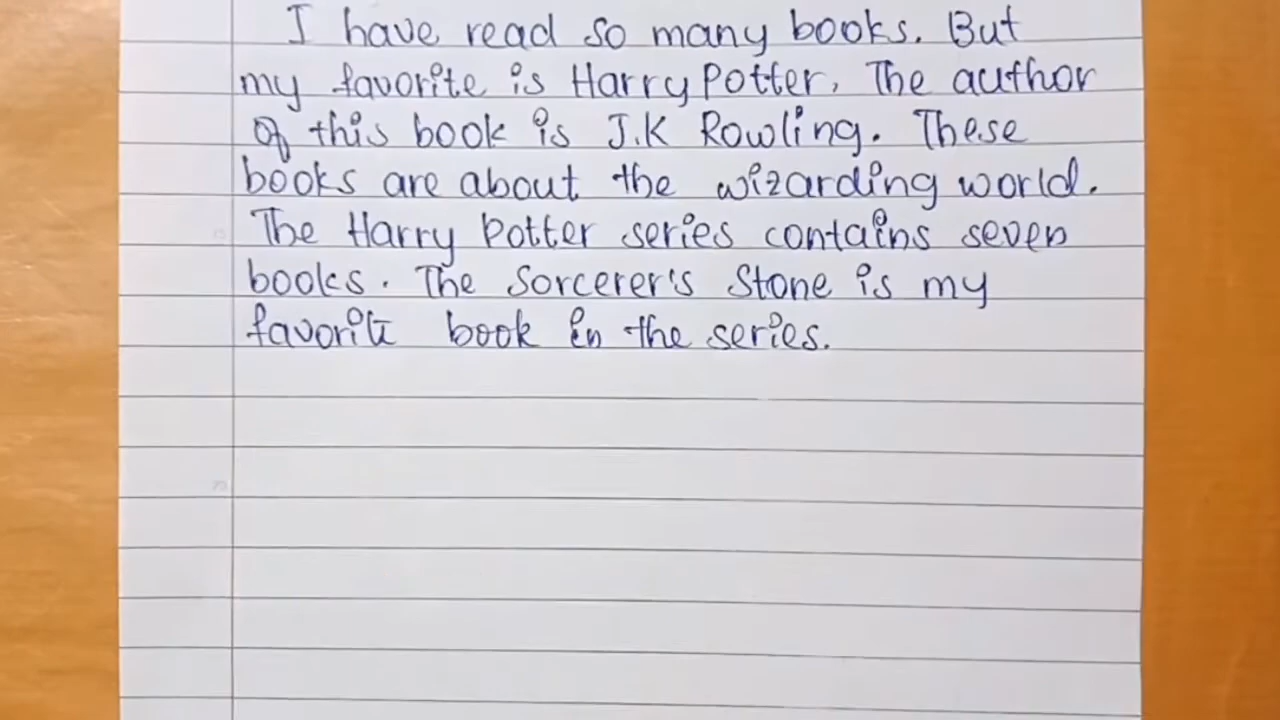 I have read so many books. But
my favorite is Harry Potter. The author
of this book is J.K Rowling. These
books are about the wizarding world.
The Harry Potter series contains seven
books. The Sorcerer's Stone is my
favorite book in the series.